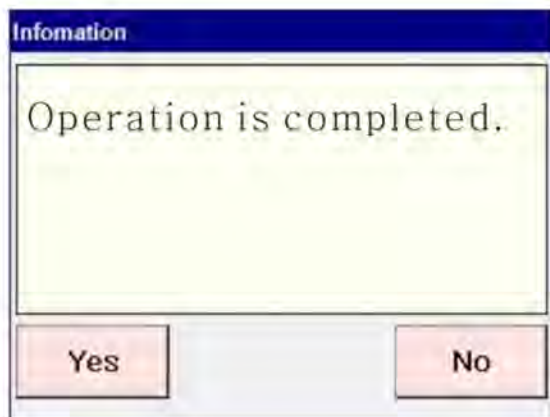 Infomation
Operation is completed.
Yes
No